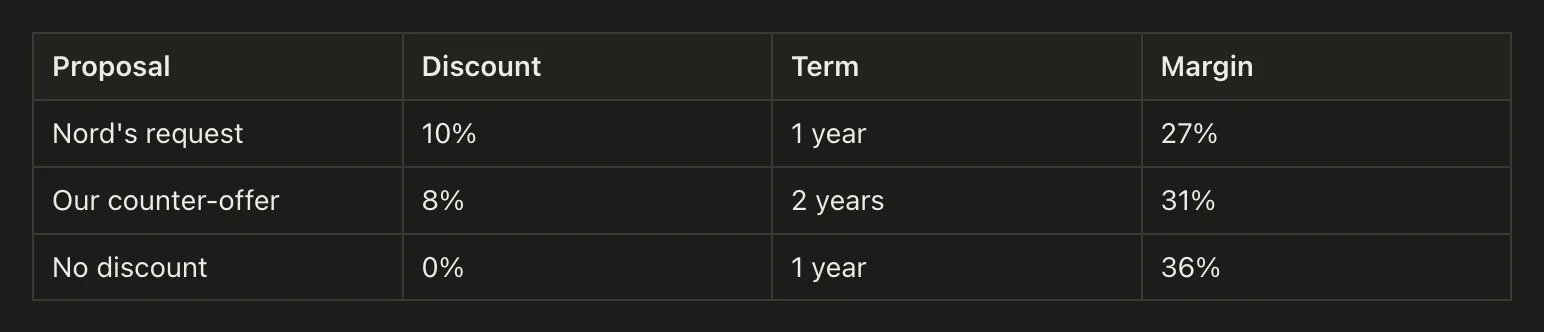 Proposal Discount Term Margin
Nord's request 10% 1 year 27%
Our counter-offer 8% 2 years 31%
No discount 0% 1 year 36%